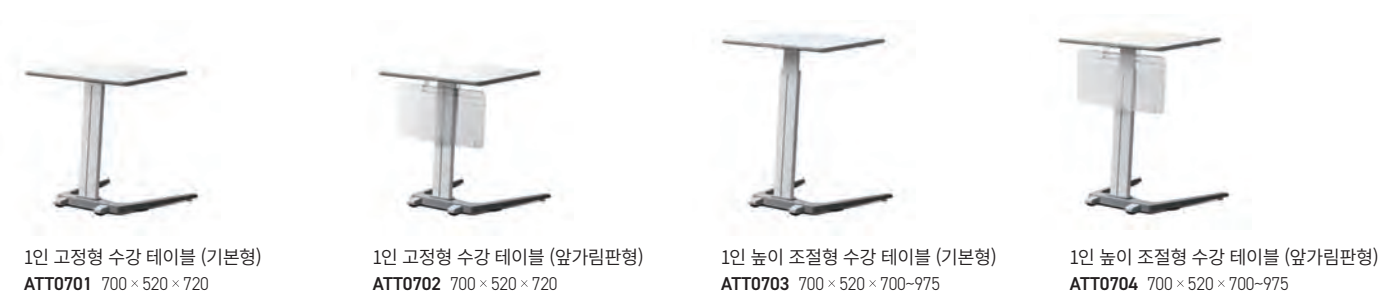 1인 고정형 수강 테이블 (기본형)
ATT0701 700 × 520 × 720
1인 고정형 수강 테이블 (앞가림판형)
ATT0702 700 × 520 × 720
1인 높이 조절형 수강 테이블 (기본형)
ATT0703 700 × 520 × 700~975
1인 높이 조절형 수강 테이블 (앞가림판형)
ATT0704 700 × 520 × 700~975